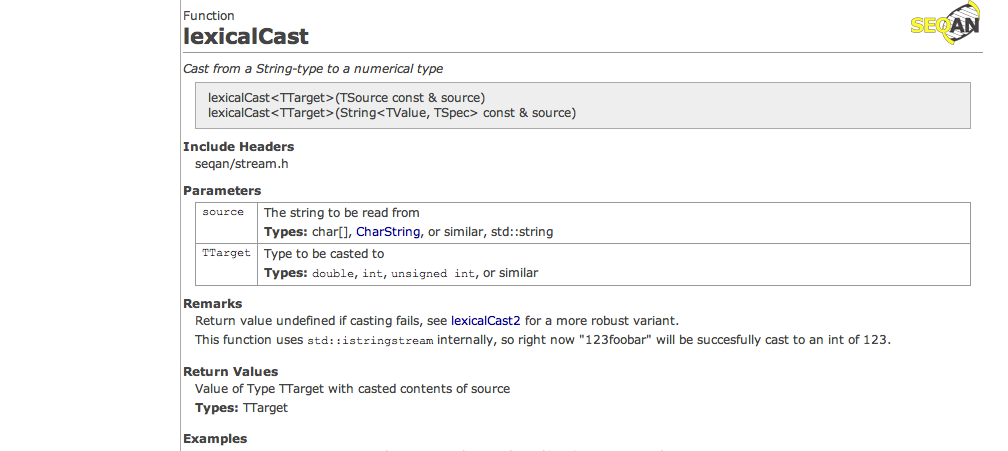 Function
SEQAN
lexicalCast
Cast from a String-type to a numerical type
lexicalCast<TTarget>(TSource const & source)
lexicalCast<TTarget>(String<TValue, TSpec> const & source)
Include Headers
seqan/stream.h
Parameters
source The string to be read from
Types: char[], CharString, or similar, std::string
TTarget Type to be casted to
Types: double, int, unsigned int, or similar
Remarks
Return value undefined if casting fails, see lexicalCast2 for a more robust variant.
This function uses std::istringstream internally, so right now "123foobar" will be succesfully cast to an int of 123.
Return Values
Value of Type TTarget with casted contents of source
Types: TTarget
Examples